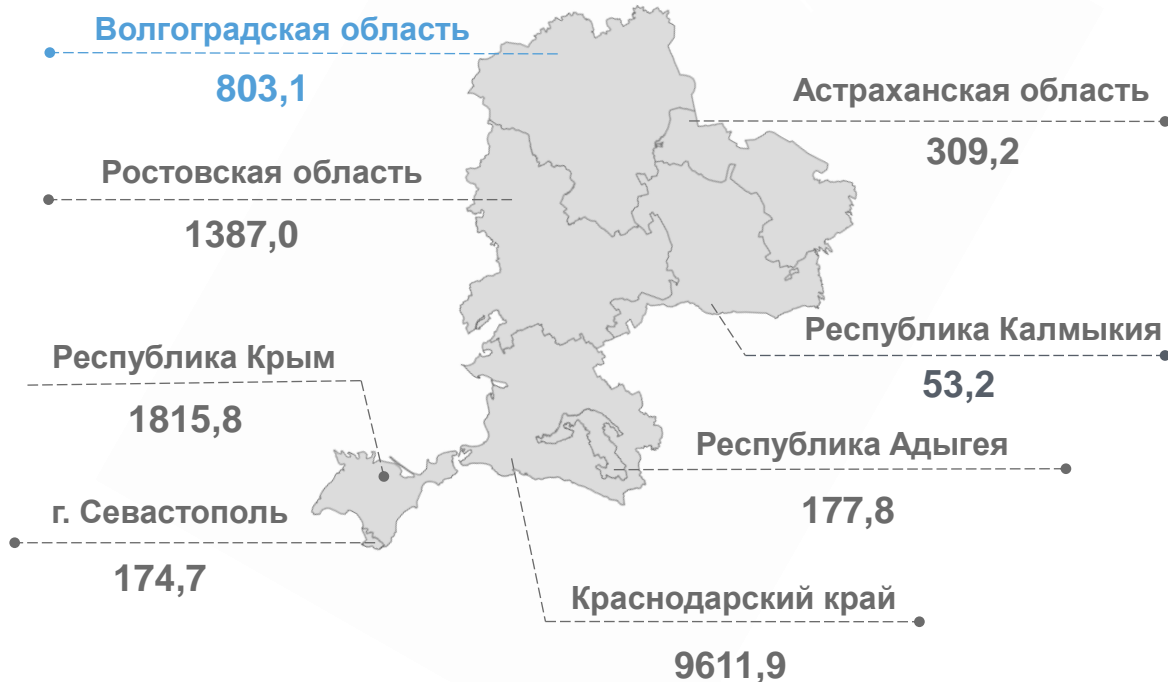 Волгоградская область
803,1
Астраханская область
309,2
Ростовская область
1387,0
Республика Калмыкия
53,2
Республика Крым
1815,8
Республика Адыгея
177,8
г. Севастополь
174,7
Краснодарский край
9611,9